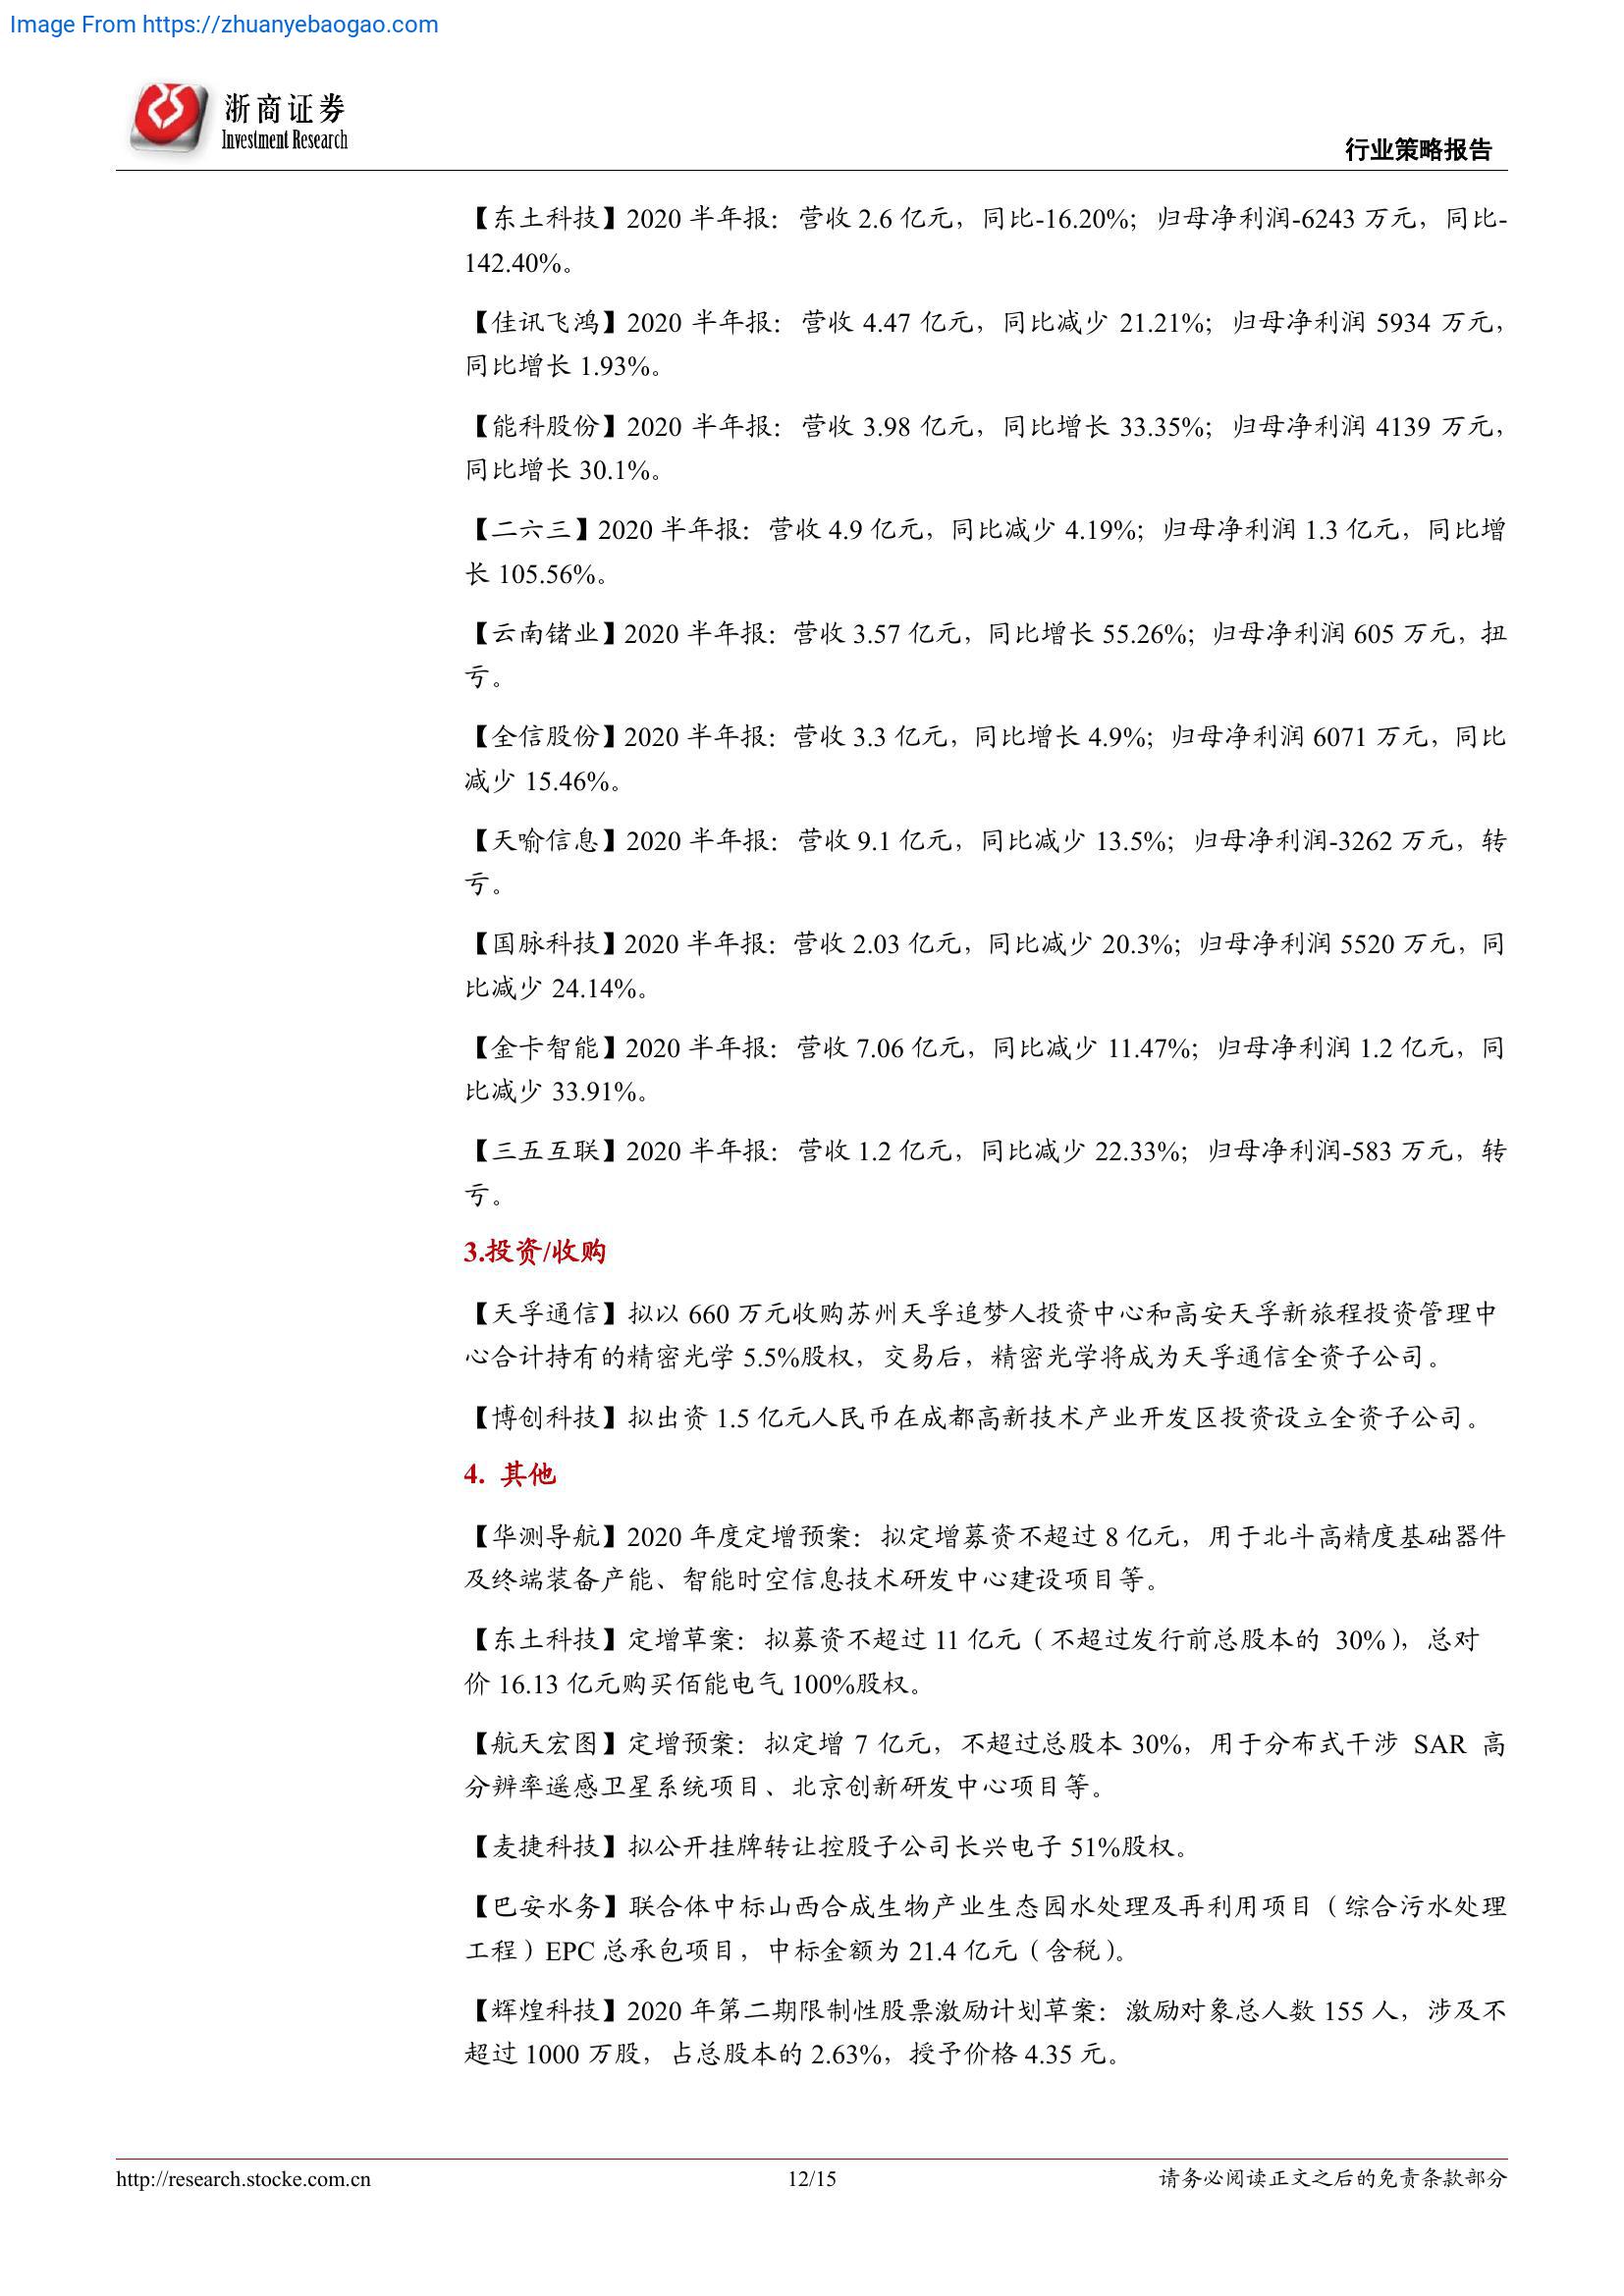 Image From https://zhuanyebaogao.com
浙商证券
Investment Research
行业策略报告
【东土科技】2020 半年报：营收 2.6 亿元，同比-16.20%；归母净利润-6243 万元，同比-
142.40%。
【佳讯飞鸿】2020 半年报：营收 4.47 亿元，同比减少 21.21%；归母净利润 5934 万元，
同比增长 1.93%。
【能科股份】2020 半年报：营收 3.98 亿元，同比增长 33.35%；归母净利润 4139 万元，
同比增长 30.1%。
【二六三】2020 半年报：营收 4.9 亿元，同比减少 4.19%；归母净利润 1.3 亿元，同比增
长 105.56%。
【云南锗业】2020 半年报：营收 3.57 亿元，同比增长 55.26%；归母净利润 605 万元，扭
亏。
【全信股份】2020 半年报：营收 3.3 亿元，同比增长 4.9%；归母净利润 6071 万元，同比
减少 15.46%。
【天喻信息】2020 半年报：营收 9.1 亿元，同比减少 13.5%；归母净利润-3262 万元，转
亏。
【国脉科技】2020 半年报：营收 2.03 亿元，同比减少 20.3%；归母净利润 5520 万元，同
比减少 24.14%。
【金卡智能】2020 半年报：营收 7.06 亿元，同比减少 11.47%；归母净利润 1.2 亿元，同
比减少 33.91%。
【三五互联】2020 半年报：营收 1.2 亿元，同比减少 22.33%；归母净利润-583 万元，转
亏。
3.投资/收购
【天孚通信】拟以 660 万元收购苏州天孚追梦人投资中心和高安天孚新旅程投资管理中
心合计持有的精密光学 5.5%股权，交易后，精密光学将成为天孚通信全资子公司。
【博创科技】拟出资 1.5 亿元人民币在成都高新技术产业开发区投资设立全资子公司。
4. 其他
【华测导航】2020 年度定增预案：拟定增募资不超过 8 亿元，用于北斗高精度基础器件
及终端装备产能、智能时空信息技术研发中心建设项目等。
【东土科技】定增草案：拟募资不超过 11 亿元（不超过发行前总股本的 30%），总对
价 16.13 亿元购买佰能电气 100%股权。
【航天宏图】定增预案：拟定增 7 亿元，不超过总股本 30%，用于分布式干涉 SAR 高
分辨率遥感卫星系统项目、北京创新研发中心项目等。
【麦捷科技】拟公开挂牌转让控股子公司长兴电子 51%股权。
【巴安水务】联合体中标山西合成生物产业生态园水处理及再利用项目（综合污水处理
工程）EPC 总承包项目，中标金额为 21.4 亿元（含税）。
【辉煌科技】2020 年第二期限制性股票激励计划草案：激励对象总人数 155 人，涉及不
超过 1000 万股，占总股本的 2.63%，授予价格 4.35 元。
http://research.stocke.com.cn
12/15
请务必阅读正文之后的免责条款部分